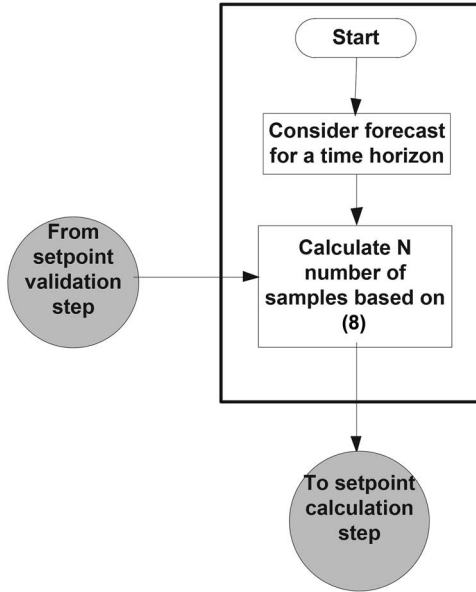 Start
Consider forecast
for a time horizon
From
setpoint
validation
step
Calculate N
number of
samples based on
(8)
To setpoint
calculation
step